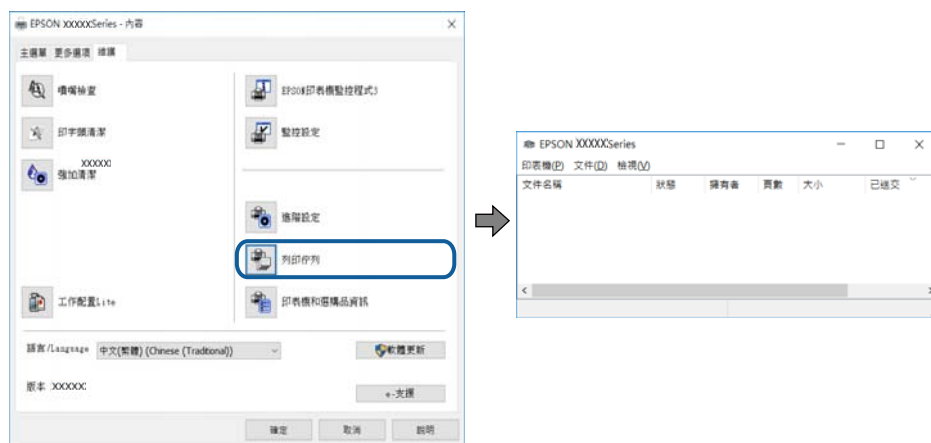 EPSON XXXXXSeries - 內容
主選單 更多選項 維護
噴嘴檢查
EPSON印表機監控程式3
印字頭清潔
監控設定
XXXXX
強加清潔
進階設定
列印佇列
工作配置Lite
印表機和選購品資訊
語言/Language 中文(繁體) (Chinese (Traditional))
軟體更新
版本 XXXXX
e-支援
確定 取消 說明
EPSON XXXXXSeries
印表機(P) 文件(D) 檢視(V)
文件名稱 狀態 擁有者 頁數 大小 已送交